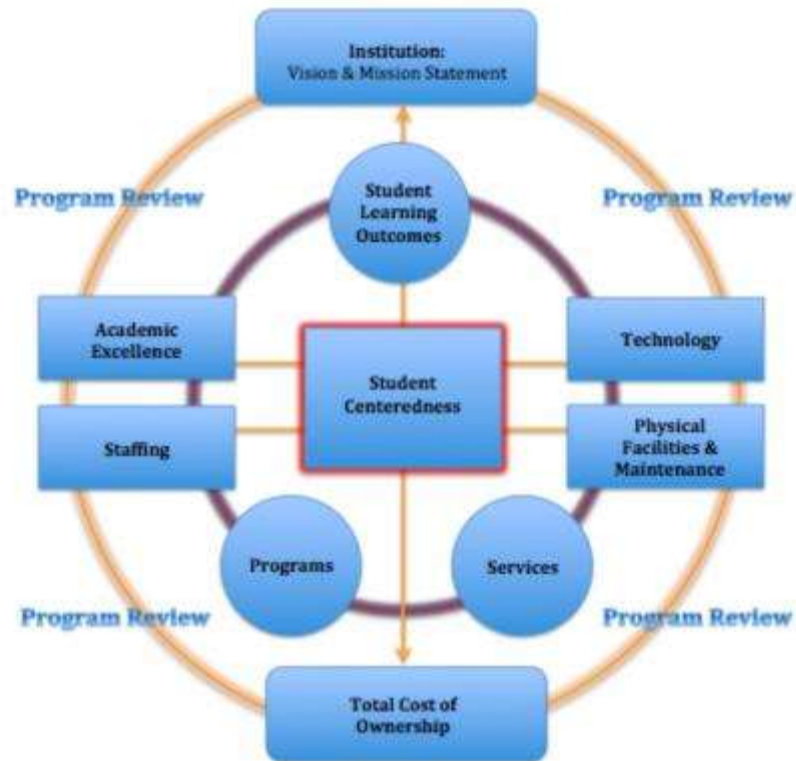 Institution:
Vision & Mission Statement
Student
Learning
Outcomes
Program Review
Program Review
Academic
Excellence
Technology
Student
Centeredness
Staffing
Physical
Facilities &
Maintenance
Programs
Services
Program Review
Program Review
Total Cost of
Ownership